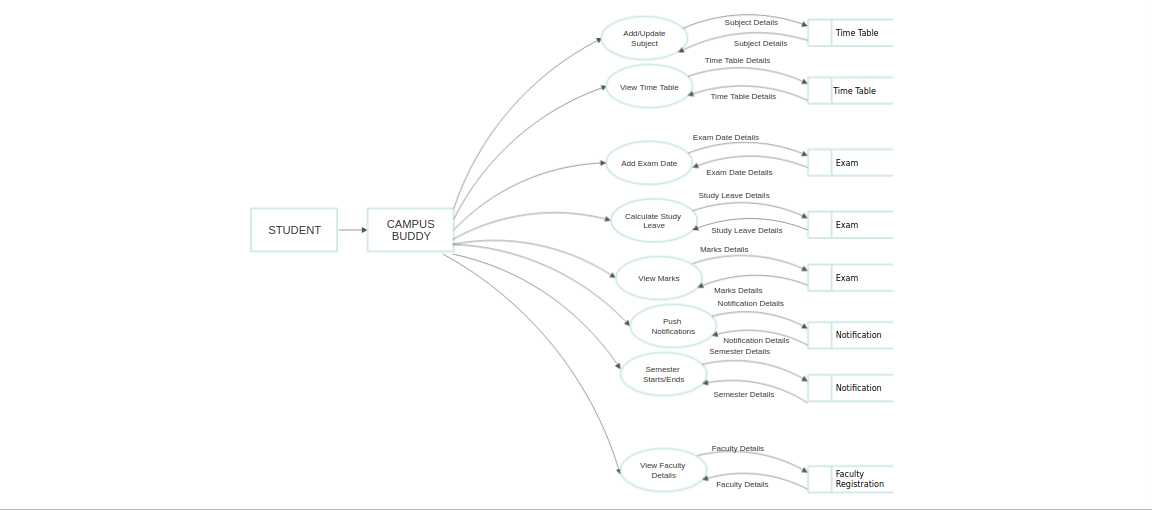 STUDENT
CAMPUS
BUDDY
Add/Update
Subject
Subject Details
Subject Details
Time Table
View Time Table
Time Table Details
Time Table Details
Time Table
Add Exam Date
Exam Date Details
Exam Date Details
Exam
Calculate Study
Leave
Study Leave Details
Study Leave Details
Exam
View Marks
Marks Details
Marks Details
Exam
Push
Notifications
Notification Details
Notification Details
Notification
Semester
Starts/Ends
Semester Details
Semester Details
Notification
View Faculty
Details
Faculty Details
Faculty Details
Faculty
Registration